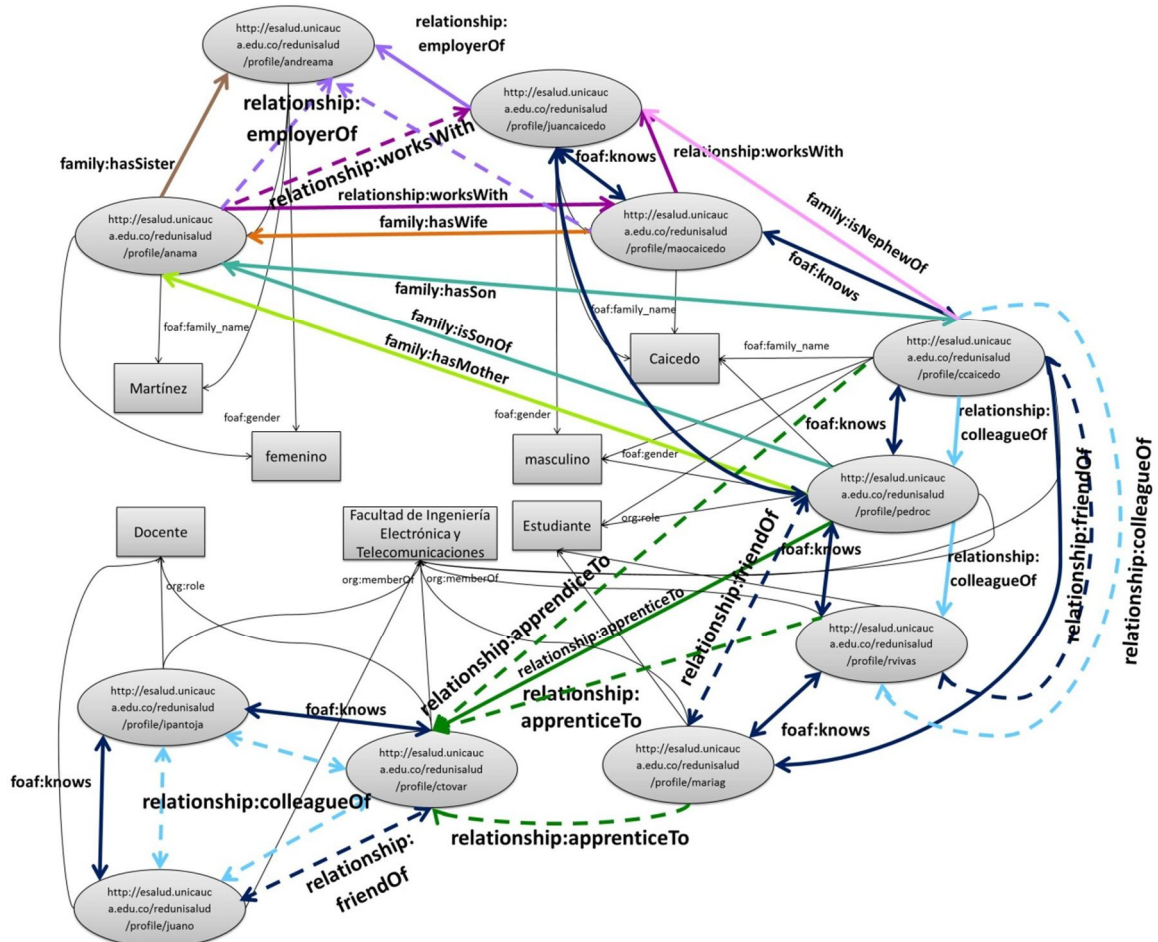 http://esalud.unicauc
a.edu.co/redunisalud
/profile/andreama
relationship:
employerOf
http://esalud.unicauc
a.edu.co/redunisalud
/profile/juancaicedo
relationship:
employerOf
relationship:worksWith
foaf:knows
relationship:worksWith
family:hasSister
relationship:worksWith
http://esalud.unicauc
a.edu.co/redunisalud
/profile/anama
family:hasWife
http://esalud.unicauc
a.edu.co/redunisalud
/profile/maocaicedo
family:isNephewOf
foaf:knows
family:hasSon
foaf:family_name
foaf:family_name
family:isSonOf
family:hasMother
Caicedo
foaf:family_name
http://esalud.unicauc
a.edu.co/redunisalud
/profile/ccaicedo
Martínez
foaf:gender
foaf:gender
foaf:knows
relationship:
colleagueOf
femenino
masculino
foaf:gender
http://esalud.unicauc
a.edu.co/redunisalud
/profile/pedroc
relationship:friendOf
relationship:colleagueOf
Docente
Facultad de Ingeniería
Electrónica y
Telecomunicaciones
Estudiante
org:role
relationship:friendOf
foaf:knows
relationship:
colleagueOf
org:role
org:memberOf
org:memberOf
relationship:apprendiceTo
relationship:apprenticeTo
http://esalud.unicauc
a.edu.co/redunisalud
/profile/rvivas
http://esalud.unicauc
a.edu.co/redunisalud
/profile/ipantoja
foaf:knows
relationship:
apprenticeTo
foaf:knows
http://esalud.unicauc
a.edu.co/redunisalud
/profile/ctovar
http://esalud.unicauc
a.edu.co/redunisalud
/profile/mariag
foaf:knows
relationship:colleagueOf
relationship:apprenticeTo
relationship:
friendOf
http://esalud.unicauc
a.edu.co/redunisalud
/profile/juano